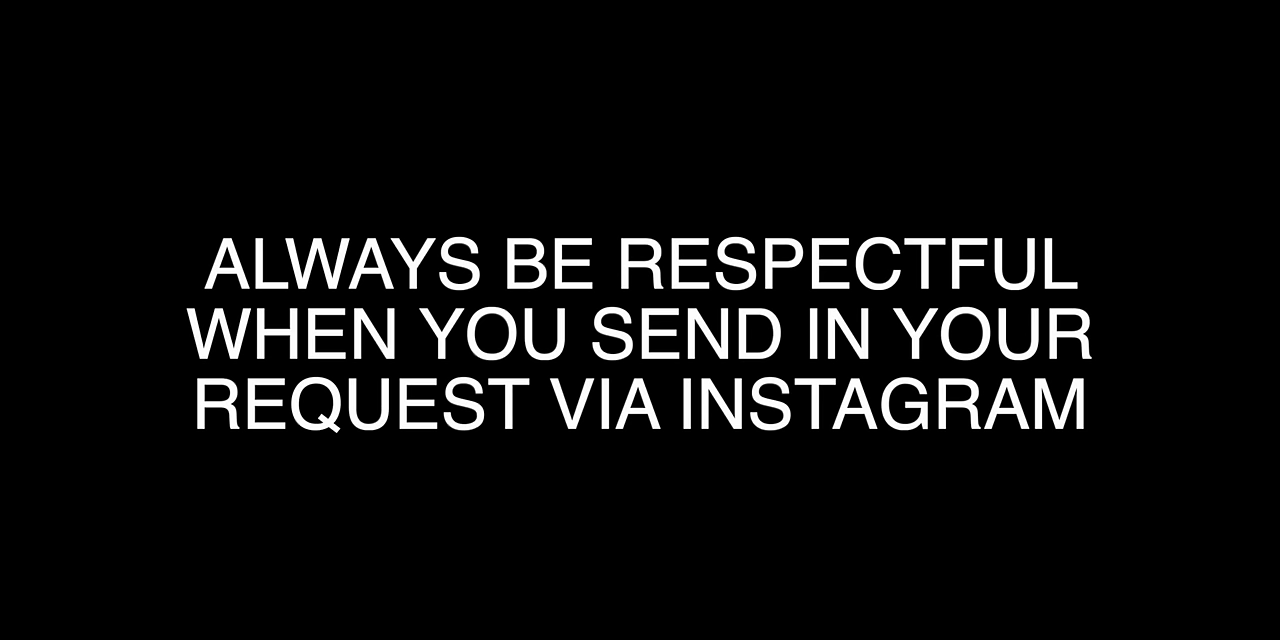 ALWAYS BE RESPECTFUL
WHEN YOU SEND IN YOUR
REQUEST VIA INSTAGRAM